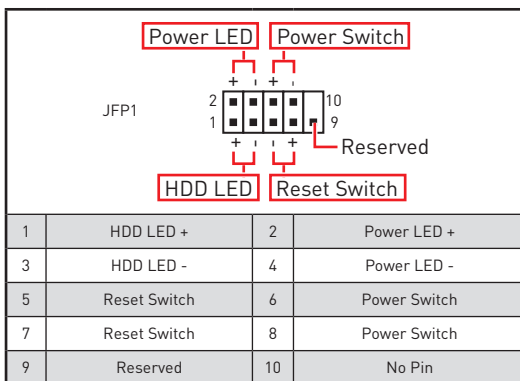 Power LED Power Switch
+ - + -
JFP1
2 10
1 9
+ - - +
Reserved
HDD LED Reset Switch
1 HDD LED + 2 Power LED +
3 HDD LED - 4 Power LED -
5 Reset Switch 6 Power Switch
7 Reset Switch 8 Power Switch
9 Reserved 10 No Pin